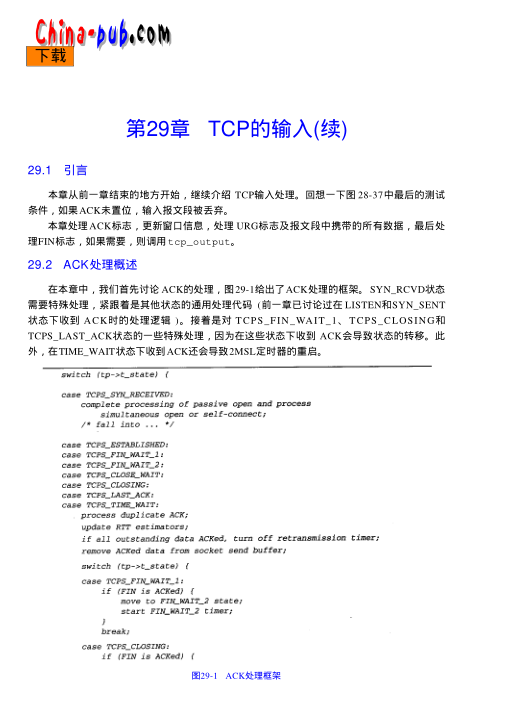 China-pub.com
下载
第29章 TCP的输入(续)
29.1 引言
本章从前一章结束的地方开始，继续介绍 TCP输入处理。回想一下图 28-37中最后的测试
条件，如果ACK未置位，输入报文段被丢弃。
本章处理ACK标志，更新窗口信息，处理 URG标志及报文段中携带的所有数据，最后处
理FIN标志，如果需要，则调用tcp_output。
29.2 ACK处理概述
在本章中，我们首先讨论 ACK的处理，图29-1给出了ACK处理的框架。SYN_RCVD状态
需要特殊处理，紧跟着是其他状态的通用处理代码 (前一章已讨论过在 LISTEN和SYN_SENT
状态下收到 ACK时的处理逻辑 )。接着是对 TCPS_FIN_WAIT_1、TCPS_CLOSING和
TCPS_LAST_ACK状态的一些特殊处理，因为在这些状态下收到 ACK会导致状态的转移。此
外，在TIME_WAIT状态下收到ACK还会导致2MSL定时器的重启。
switch (tp->t_state) {
case TCPS_SYN_RECEIVED:
complete processing of passive open and process
simultaneous open or self-connect;
/* fall into ... */
case TCPS_ESTABLISHED:
case TCPS_FIN_WAIT_1:
case TCPS_FIN_WAIT_2:
case TCPS_CLOSE_WAIT:
case TCPS_CLOSING:
case TCPS_LAST_ACK:
case TCPS_TIME_WAIT:
process duplicate ACK;
update RTT estimators;
if all outstanding data ACKed, turn off retransmission timer;
remove ACKed data from socket send buffer;
switch (tp->t_state) {
case TCPS_FIN_WAIT_1:
if (FIN is ACKed) {
move to FIN_WAIT_2 state;
start FIN_WAIT_2 timer;
}
break;
case TCPS_CLOSING:
if (FIN is ACKed) {
图29-1 ACK处理框架